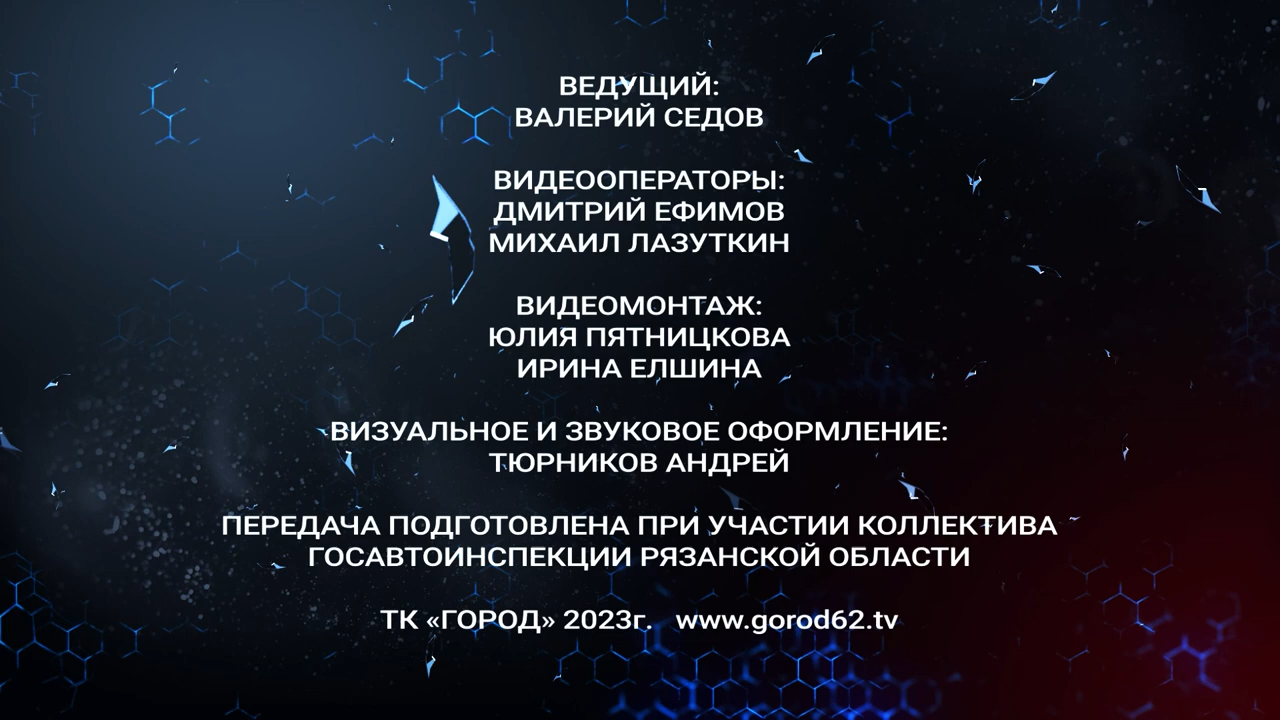 ВЕДУЩИЙ:
ВАЛЕРИЙ СЕДОВ
ВИДЕООПЕРАТОРЫ:
ДМИТРИЙ ЕФИМОВ
МИХАИЛ ЛАЗУТКИН
ВИДЕОМОНТАЖ:
ЮЛИЯ ПЯТНИЦКОВА
ИРИНА ЕЛШИНА
ВИЗУАЛЬНОЕ И ЗВУКОВОЕ ОФОРМЛЕНИЕ:
ТЮРНИКОВ АНДРЕЙ
ПЕРЕДАЧА ПОДГОТОВЛЕНА ПРИ УЧАСТИИ КОЛЛЕКТИВА
ГОСАВТОИНСПЕКЦИИ РЯЗАНСКОЙ ОБЛАСТИ
ТК «ГОРОД» 2023г. www.gorod62.tv